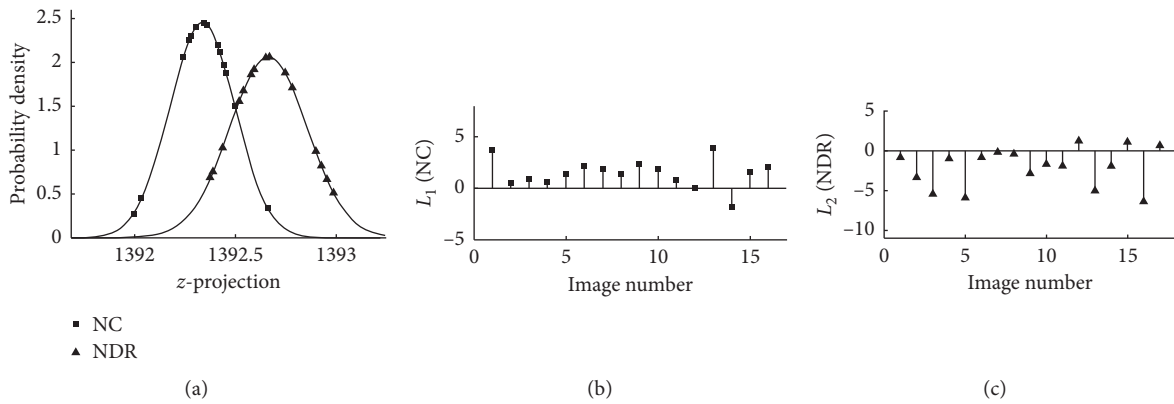 2.5
2
1.5
1
0.5
0
Probability density
1392
1392.5
1393
z-projection
NC
NDR
(a)
5
0
−5
L1 (NC)
0
5
10
15
Image number
(b)
5
0
−5
−10
L2 (NDR)
0
5
10
15
Image number
(c)